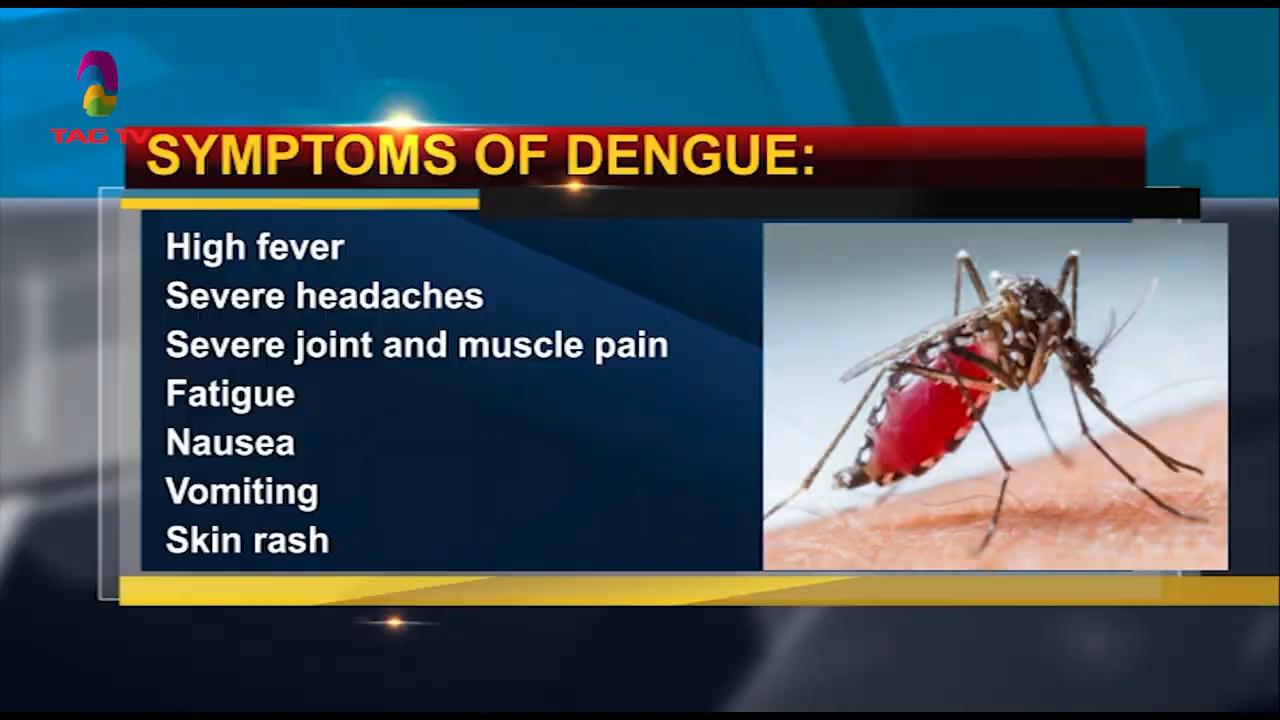 TAG TV
SYMPTOMS OF DENGUE:
High fever
Severe headaches
Severe joint and muscle pain
Fatigue
Nausea
Vomiting
Skin rash